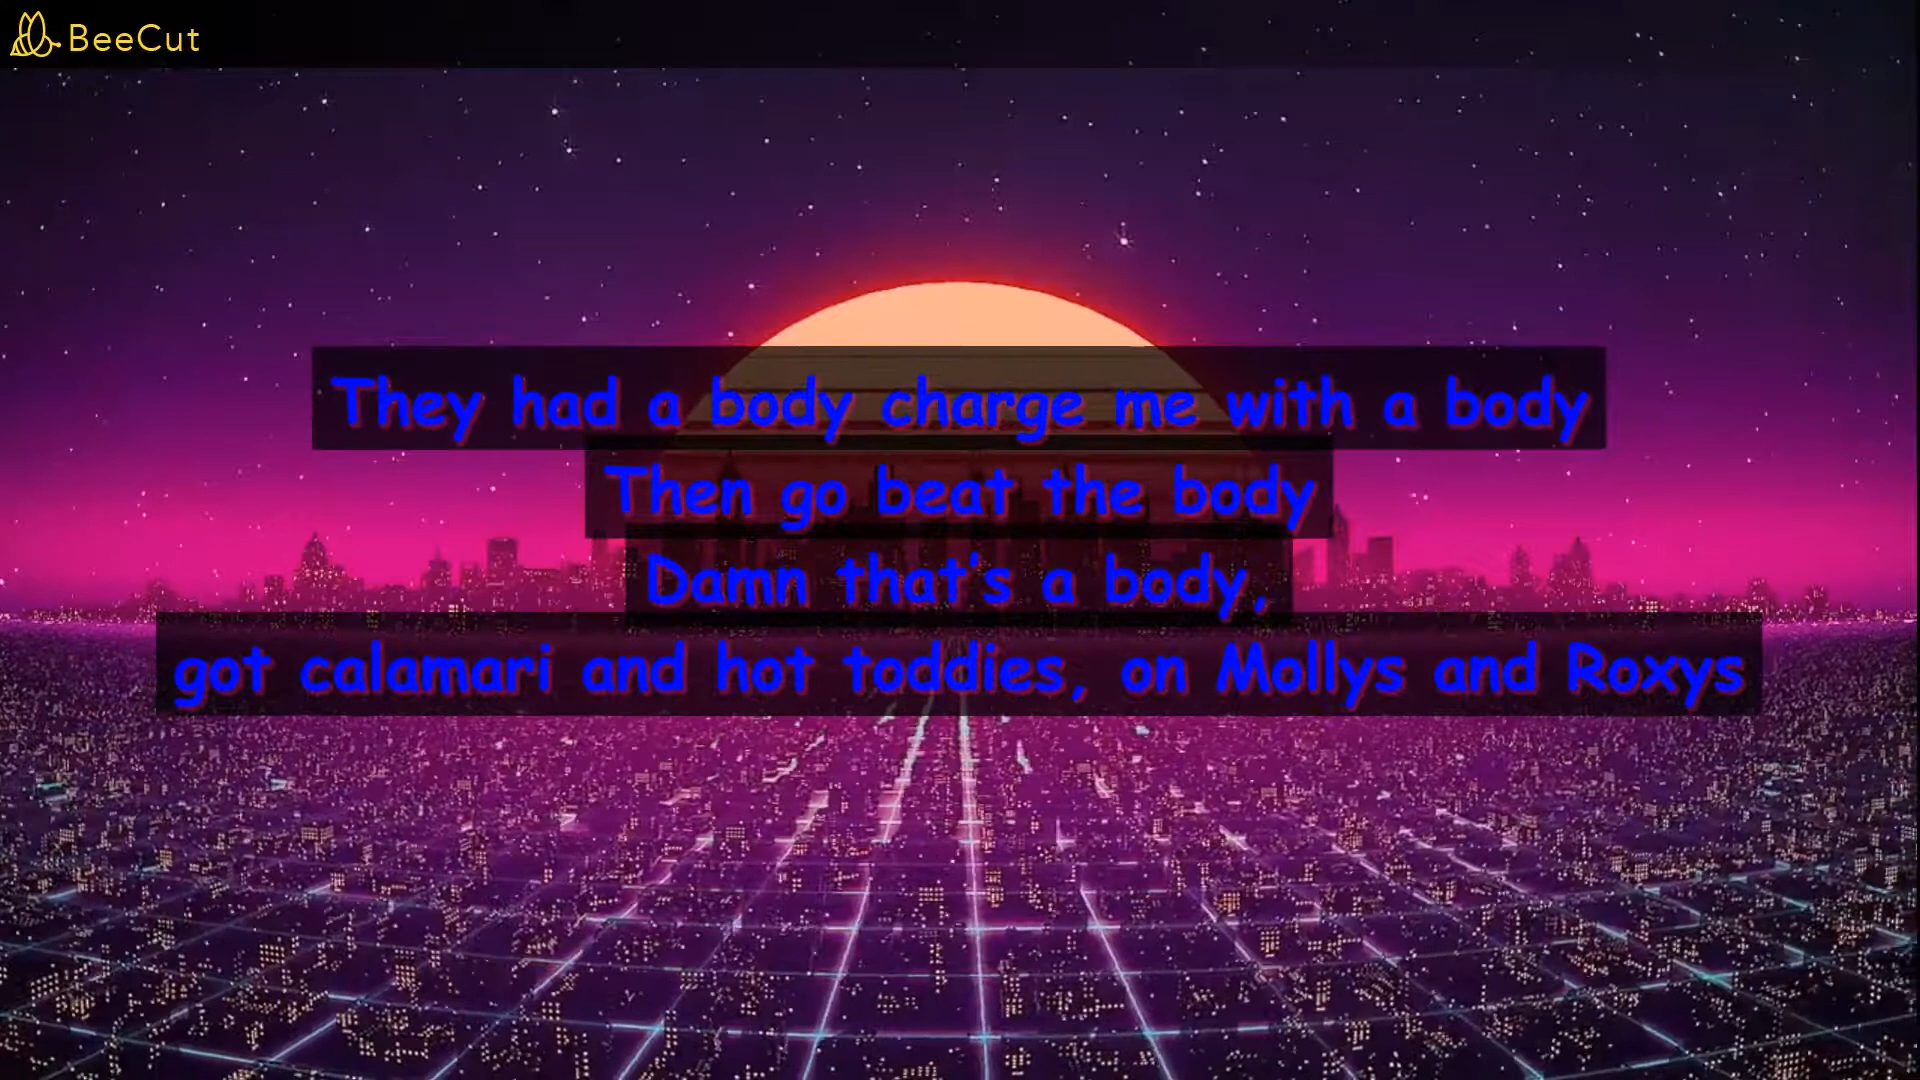 BeeCut
They had a body charge me with a body
Then go beat the body
Damn that's a body,
got calamari and hot toddies, on Mollys and Roxys